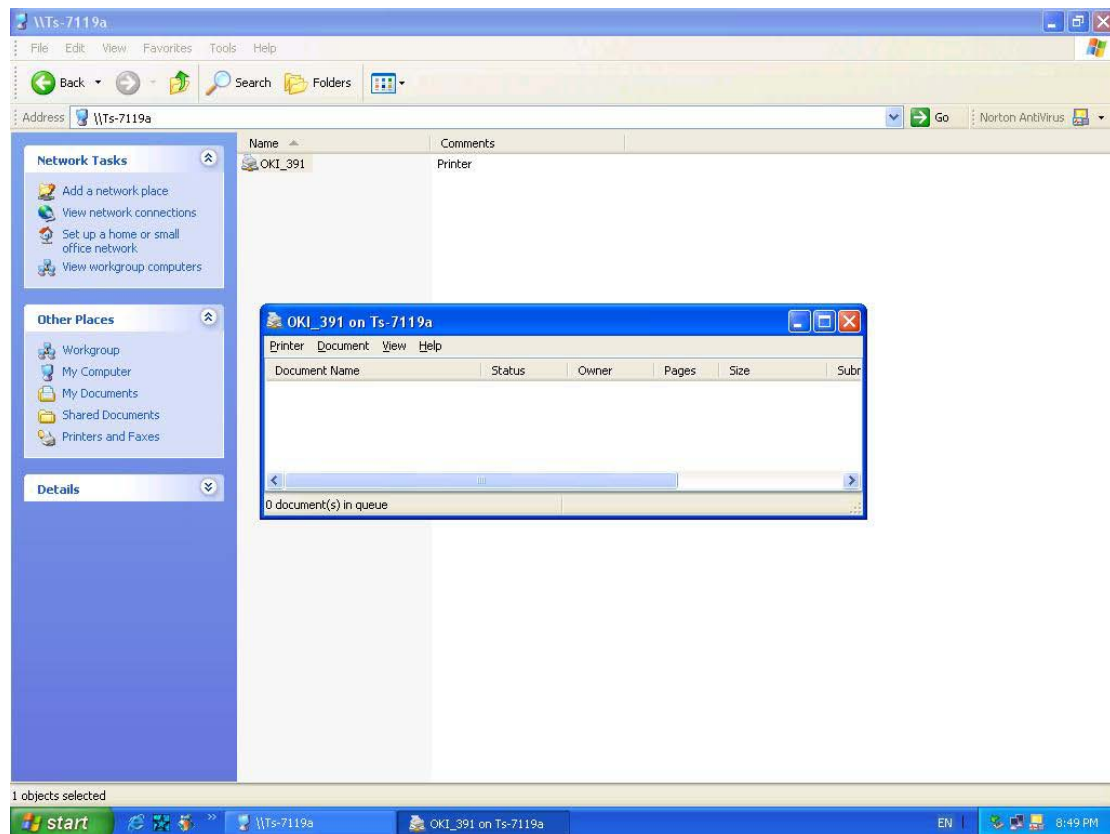 \\Ts-7119a
File Edit View Favorites Tools Help
Back Search Folders
Address \\Ts-7119a Go Norton AntiVirus
Name Comments
OKI_391 Printer
Network Tasks
Add a network place
View network connections
Set up a home or small
office network
View workgroup computers
Other Places
Workgroup
My Computer
My Documents
Shared Documents
Printers and Faxes
Details
OKI_391 on Ts-7119a
Printer Document View Help
Document Name Status Owner Pages Size Subr
0 document(s) in queue
1 objects selected
start \\Ts-7119a OKI_391 on Ts-7119a EN 8:49 PM